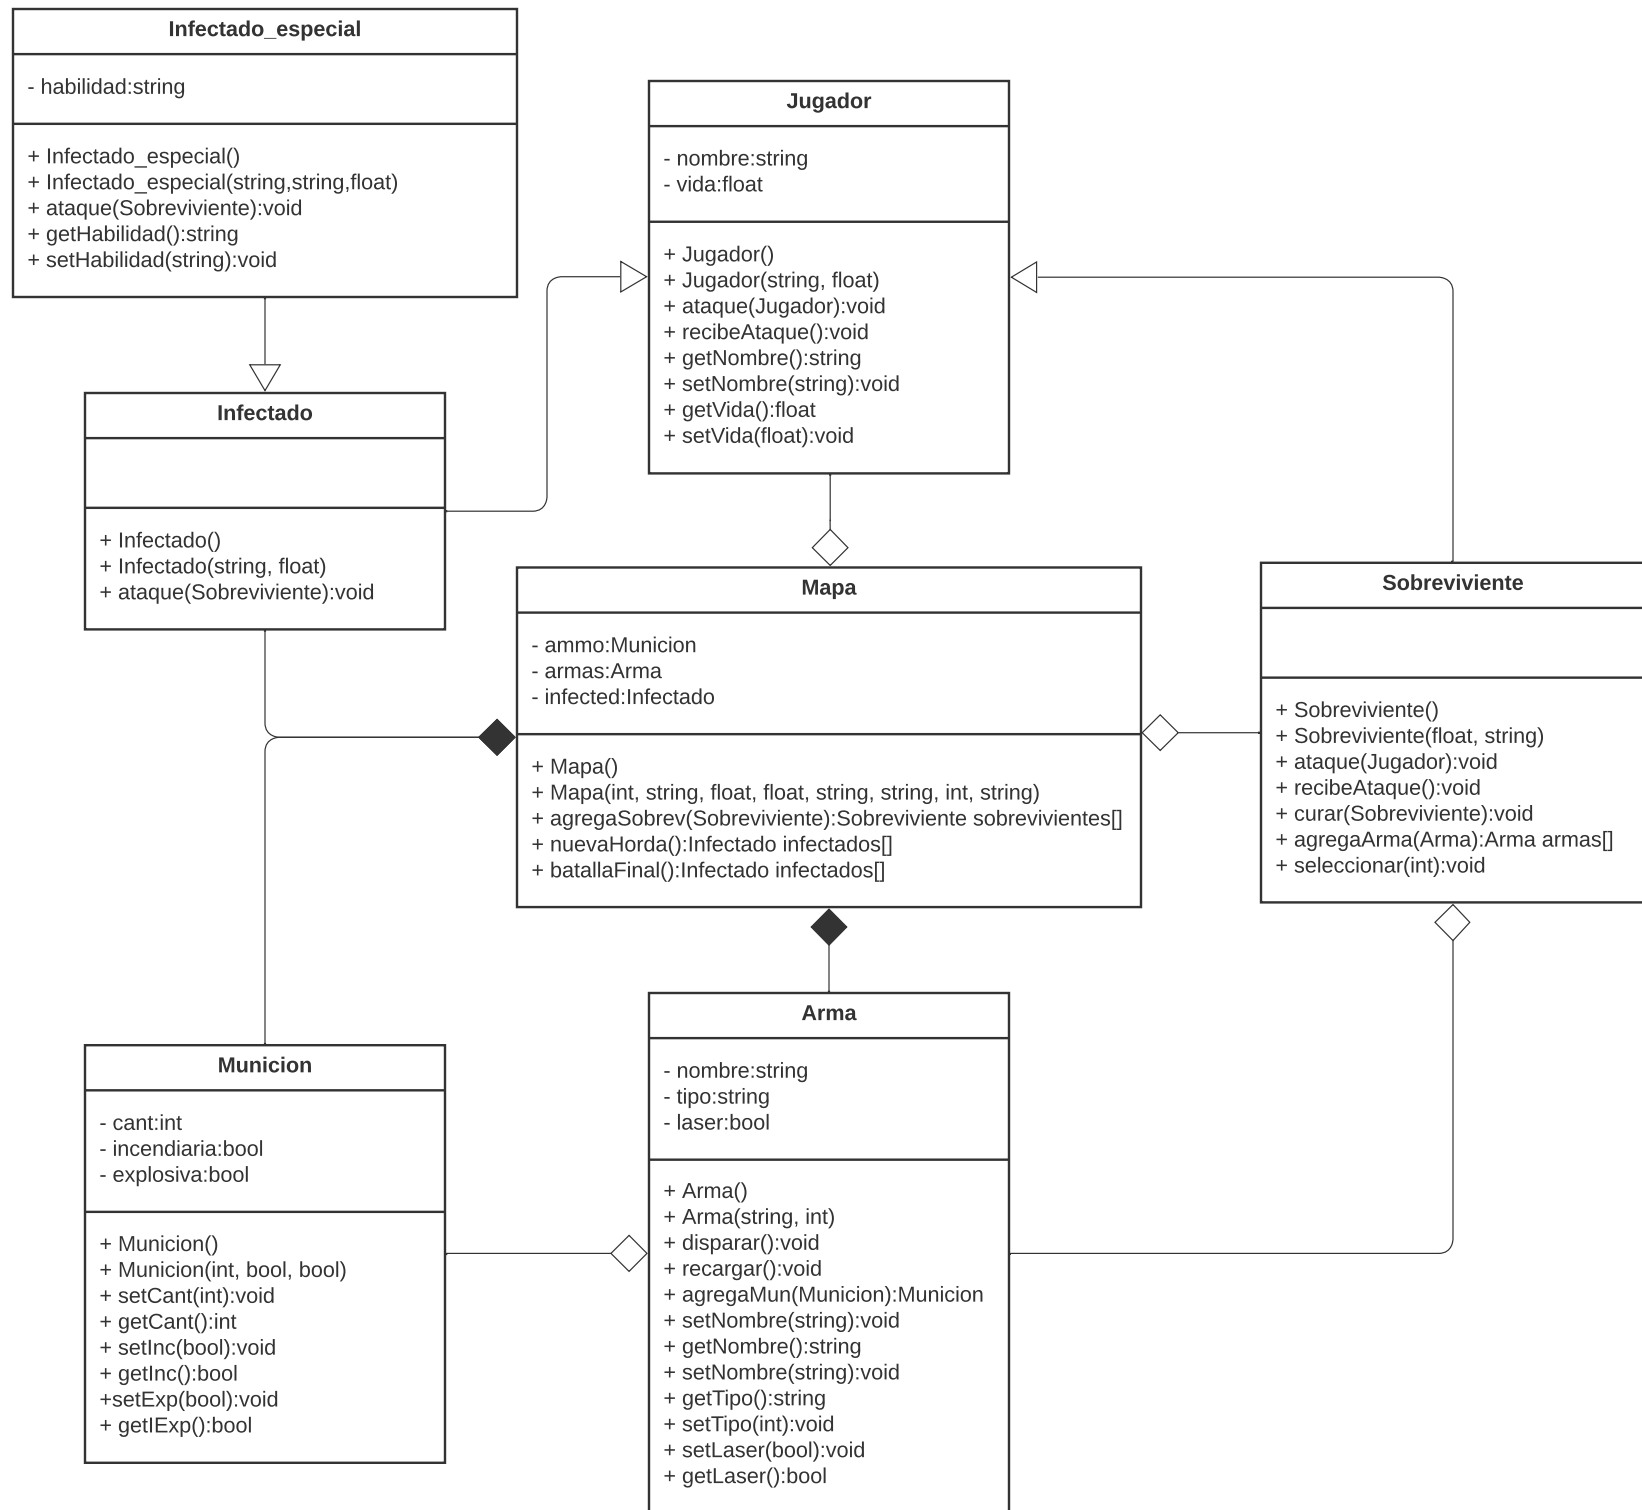 Infectado_especial
- habilidad:string
+ Infectado_especial()
+ Infectado_especial(string,string,float)
+ ataque(Sobreviviente):void
+ getHabilidad():string
+ setHabilidad(string):void
Jugador
- nombre:string
- vida:float
+ Jugador()
+ Jugador(string, float)
+ ataque(Jugador):void
+ recibeAtaque():void
+ getNombre():string
+ setNombre(string):void
+ getVida():float
+ setVida(float):void
Infectado
+ Infectado()
+ Infectado(string, float)
+ ataque(Sobreviviente):void
Mapa
- ammo:Municion
- armas:Arma
- infected:Infectado
+ Mapa()
+ Mapa(int, string, float, float, string, string, int, string)
+ agregaSobrev(Sobreviviente):Sobreviviente sobrevivientes[]
+ nuevaHorda():Infectado infectados[]
+ batallaFinal():Infectado infectados[]
Sobreviviente
+ Sobreviviente()
+ Sobreviviente(float, string)
+ ataque(Jugador):void
+ recibeAtaque():void
+ curar(Sobreviviente):void
+ agregaArma(Arma):Arma armas[]
+ seleccionar(int):void
Municion
- cant:int
- incendiaria:bool
- explosiva:bool
+ Municion()
+ Municion(int, bool, bool)
+ setCant(int):void
+ getCant():int
+ setInc(bool):void
+ getInc():bool
+setExp(bool):void
+ getIExp():bool
Arma
- nombre:string
- tipo:string
- laser:bool
+ Arma()
+ Arma(string, int)
+ disparar():void
+ recargar():void
+ agregaMun(Municion):Municion
+ setNombre(string):void
+ getNombre():string
+ setNombre(string):void
+ getTipo():string
+ setTipo(int):void
+ setLaser(bool):void
+ getLaser():bool